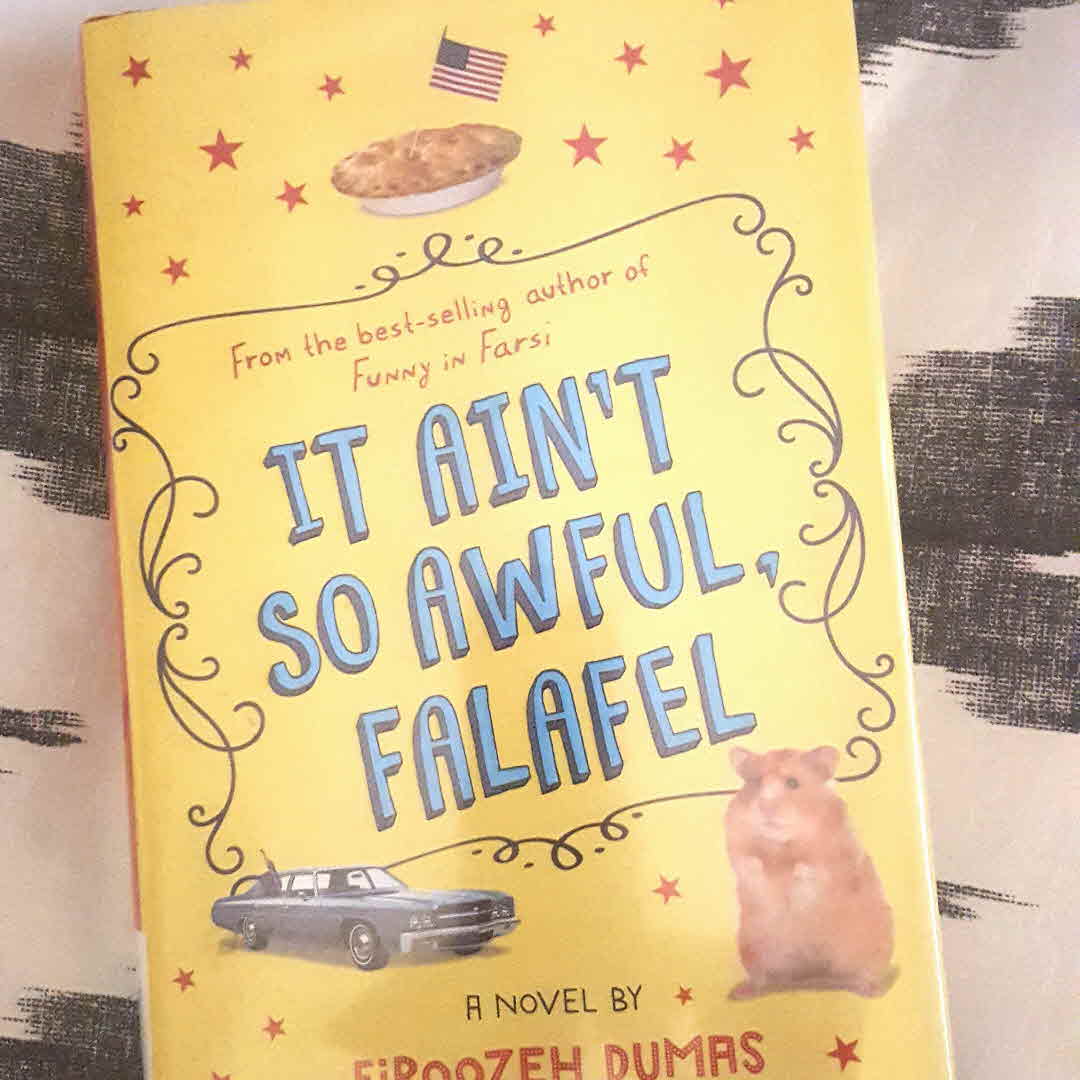 From the best-selling author of
Funny in Farsi
IT AIN'T
SO AWFUL,
FALAFEL
A NOVEL BY
FIROOZEH DUMAS